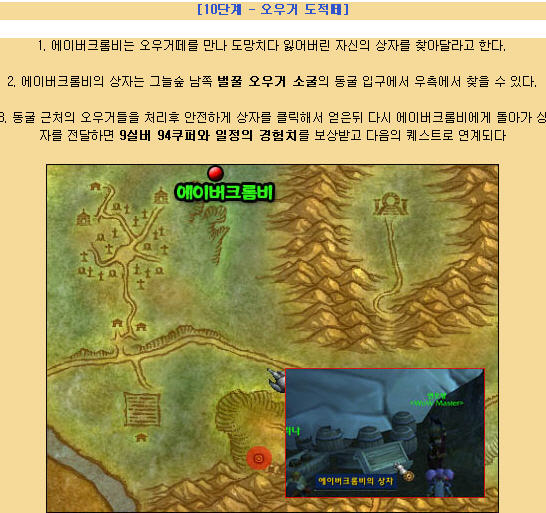 [10단계 - 오우거 도적떼]
1. 에이버크롬비는 오우거떼를 만나 도망치다 잃어버린 자신의 상자를 찾아달라고 한다.
2. 에이버크롬비의 상자는 그늘숲 남쪽 벌꿀 오우거 소굴의 동굴 입구에서 우측에서 찾을 수 있다.
3. 동굴 근처의 오우거들을 처리후 안전하게 상자를 클릭해서 얻은뒤 다시 에이버크롬비에게 돌아가 상
자를 전달하면 9실버 94쿠퍼와 일정의 경험치를 보상받고 다음의 퀘스트로 연계되다
에이버크롬비
<WoW Master>
에이버크롬비의 상자